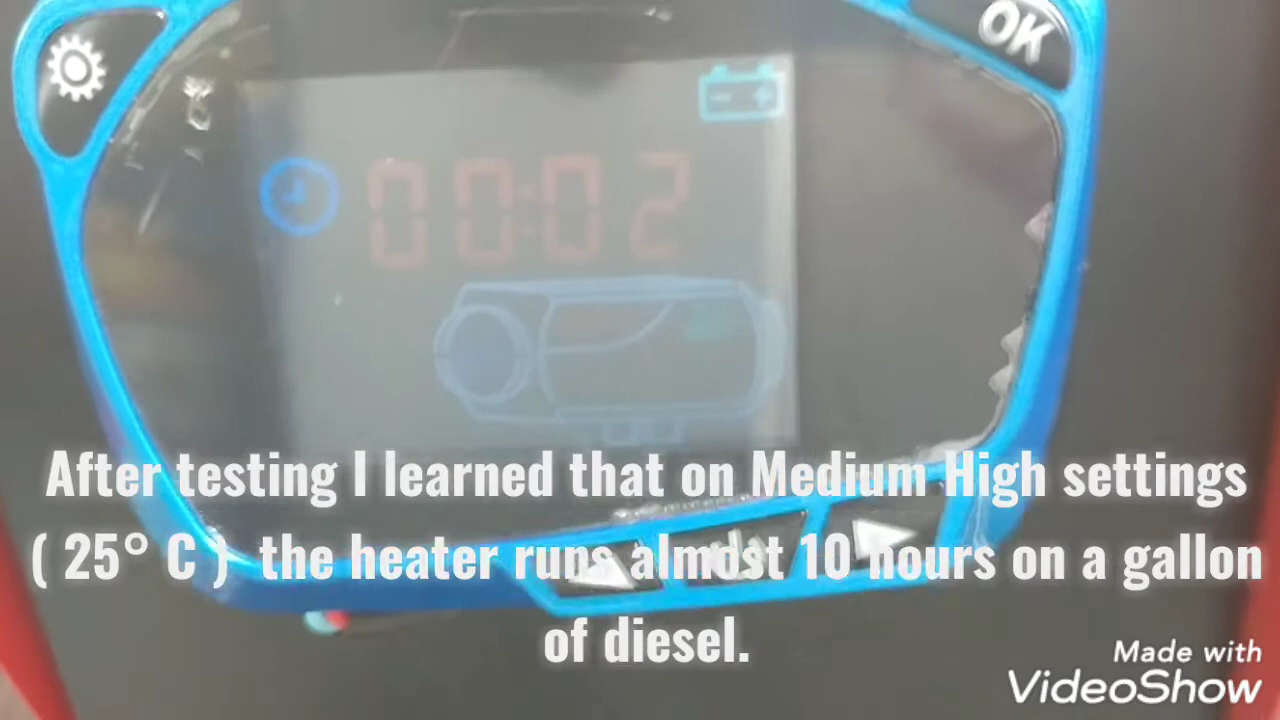 OK
00:02
After testing I learned that on Medium High settings
( 25° C ) the heater runs almost 10 hours on a gallon
of diesel.
Made with
VideoShow